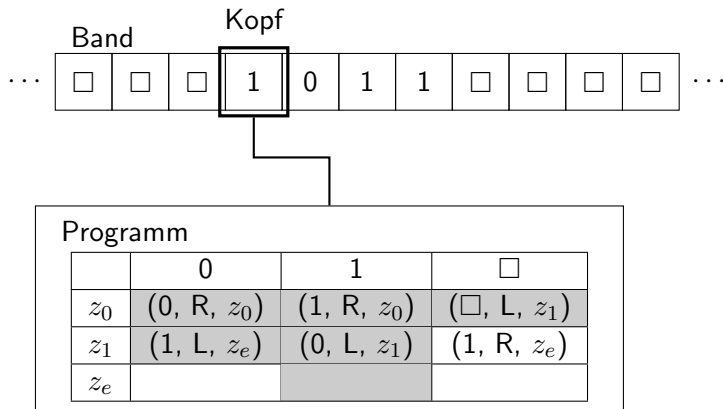 Kopf
Band
··· □ □ □ 1 0 1 1 □ □ □ □ ···
Programm
0 1 □
z₀ (0, R, z₀) (1, R, z₀) (□, L, z₁)
z₁ (1, L, zₑ) (0, L, z₁) (1, R, zₑ)
zₑ